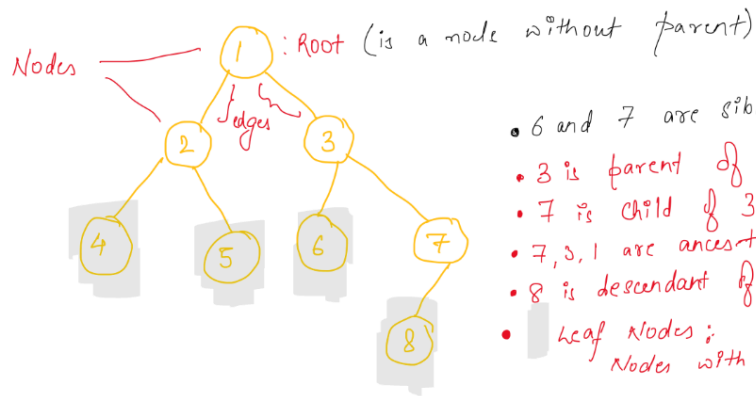 1 : Root (is a node without parent)
Nodes
edges
2 3
4 5 6 7
8
• 6 and 7 are sib
• 3 is parent of
• 7 is child of 3
• 7, 3, 1 are ancest
• 8 is descendant of
• Leaf Nodes :
Nodes with